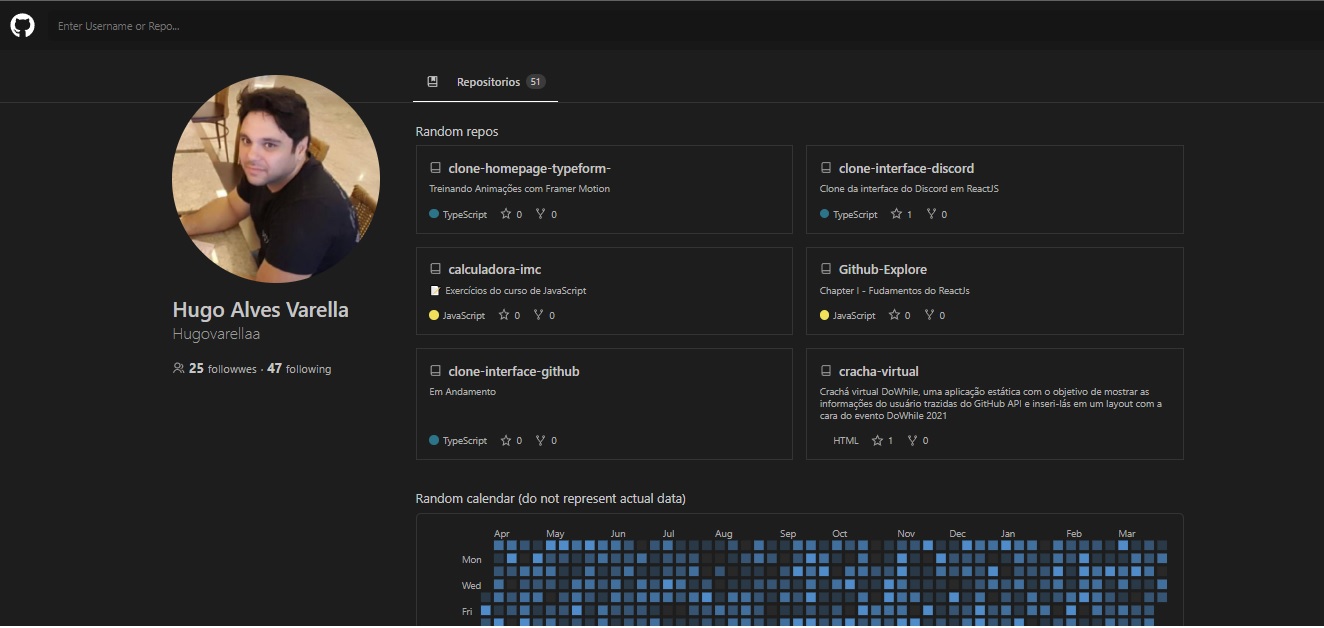 Enter Username or Repo...
Repositorios 51
Hugo Alves Varella
Hugovarellaa
25 followwes · 47 following
Random repos
clone-homepage-typeform-
Treinando Animações com Framer Motion
TypeScript 0 0
clone-interface-discord
Clone da interface do Discord em ReactJS
TypeScript 1 0
calculadora-imc
Exercícios do curso de JavaScript
JavaScript 0 0
Github-Explore
Chapter I - Fudamentos do ReactJs
JavaScript 0 0
clone-interface-github
Em Andamento
TypeScript 0 0
cracha-virtual
Crachá virtual DoWhile, uma aplicação estática com o objetivo de mostrar as
informações do usuário trazidas do GitHub API e inseri-lás em um layout com a
cara do evento DoWhile 2021
HTML 1 0
Random calendar (do not represent actual data)
Apr May Jun Jul Aug Sep Oct Nov Dec Jan Feb Mar
Mon
Wed
Fri